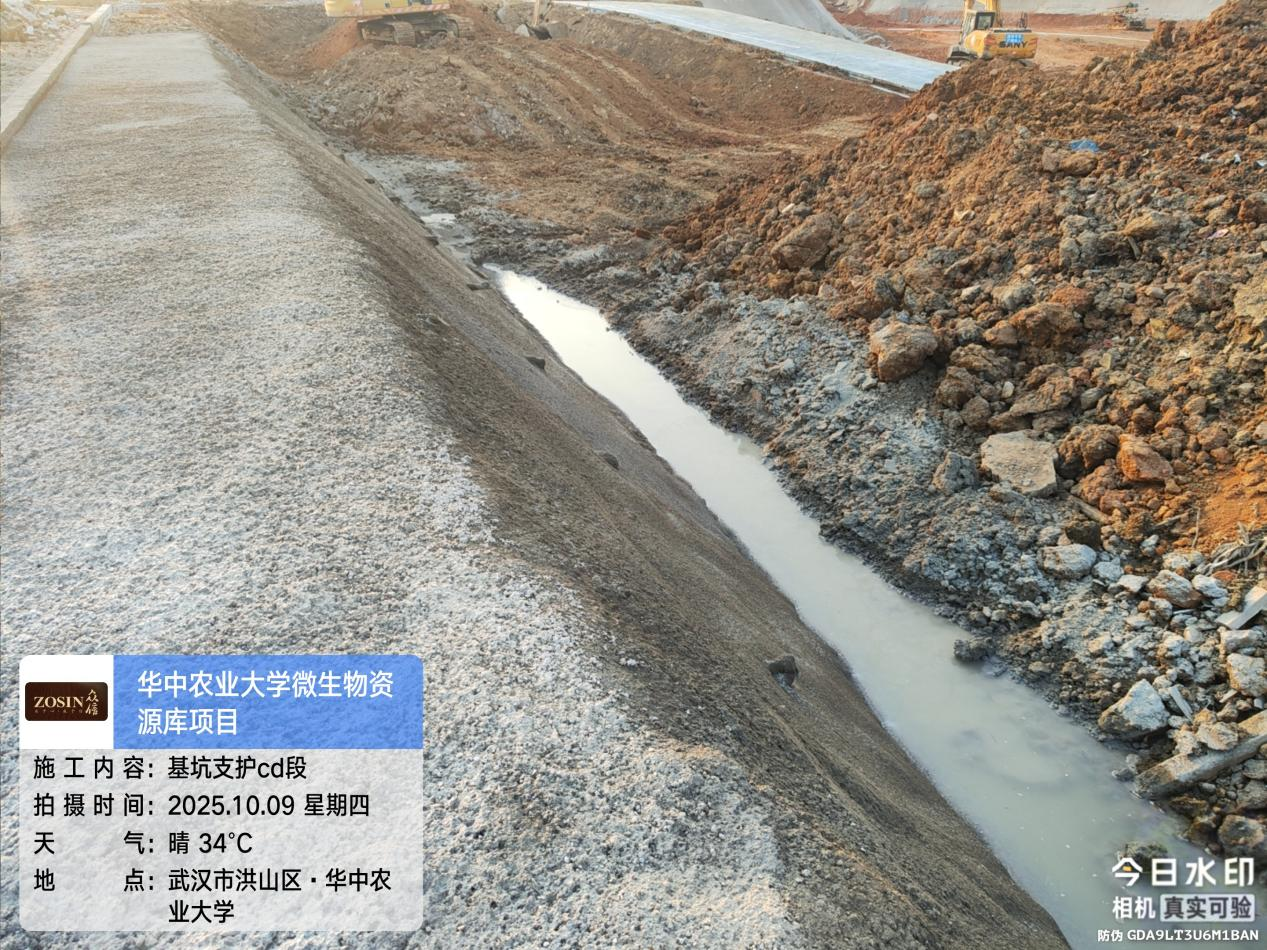 SANY
ZOSIN 众信
华中农业大学微生物资
源库项目
施工内容：基坑支护cd段
拍摄时间：2025.10.09 星期四
天气：晴 34°C
地点：武汉市洪山区·华中农
业大学
今日水印
相机 真实可验
防伪 GDA9LT3U6M1BAN